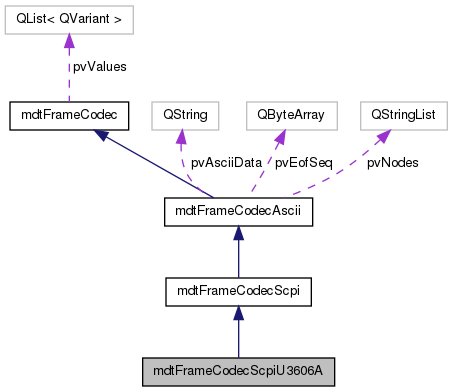 QList< QVariant >
pvValues
mdtFrameCodec
QString
QByteArray
QStringList
pvAsciiData
pvEofSeq
pvNodes
mdtFrameCodecAscii
mdtFrameCodecScpi
mdtFrameCodecScpiU3606A